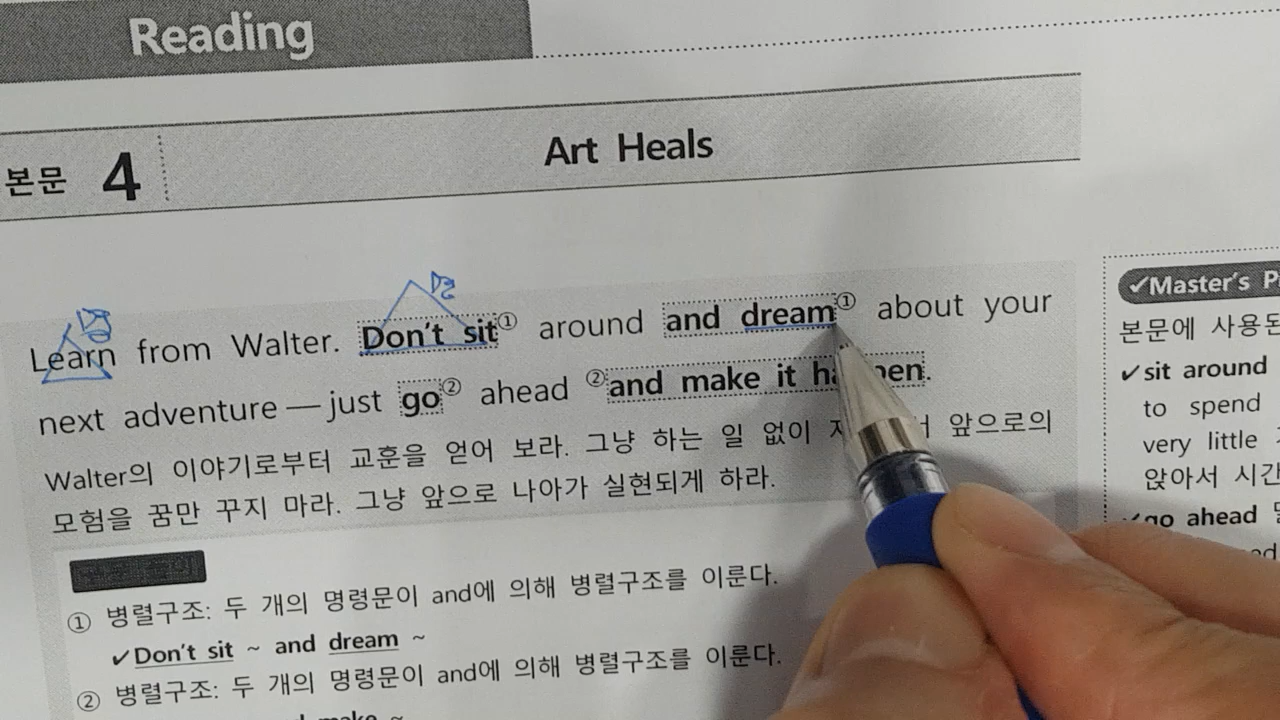 Reading
본문 4 Art Heals
Learn from Walter. Don't sit① around and dream① about your
next adventure — just go② ahead ②and make it ha pen.
Walter의 이야기로부터 교훈을 얻어 보라. 그냥 하는 일 없이 앞으로의
모험을 꿈만 꾸지 마라. 그냥 앞으로 나아가 실현되게 하라.
① 병렬구조: 두 개의 명령문이 and에 의해 병렬구조를 이룬다.
✓Don't sit ~ and dream ~
② 병렬구조: 두 개의 명령문이 and에 의해 병렬구조를 이룬다.
make ~
✓Master's P
본문에 사용된
✓sit around
to spend
very little
앉아서 시간
✓go ahead